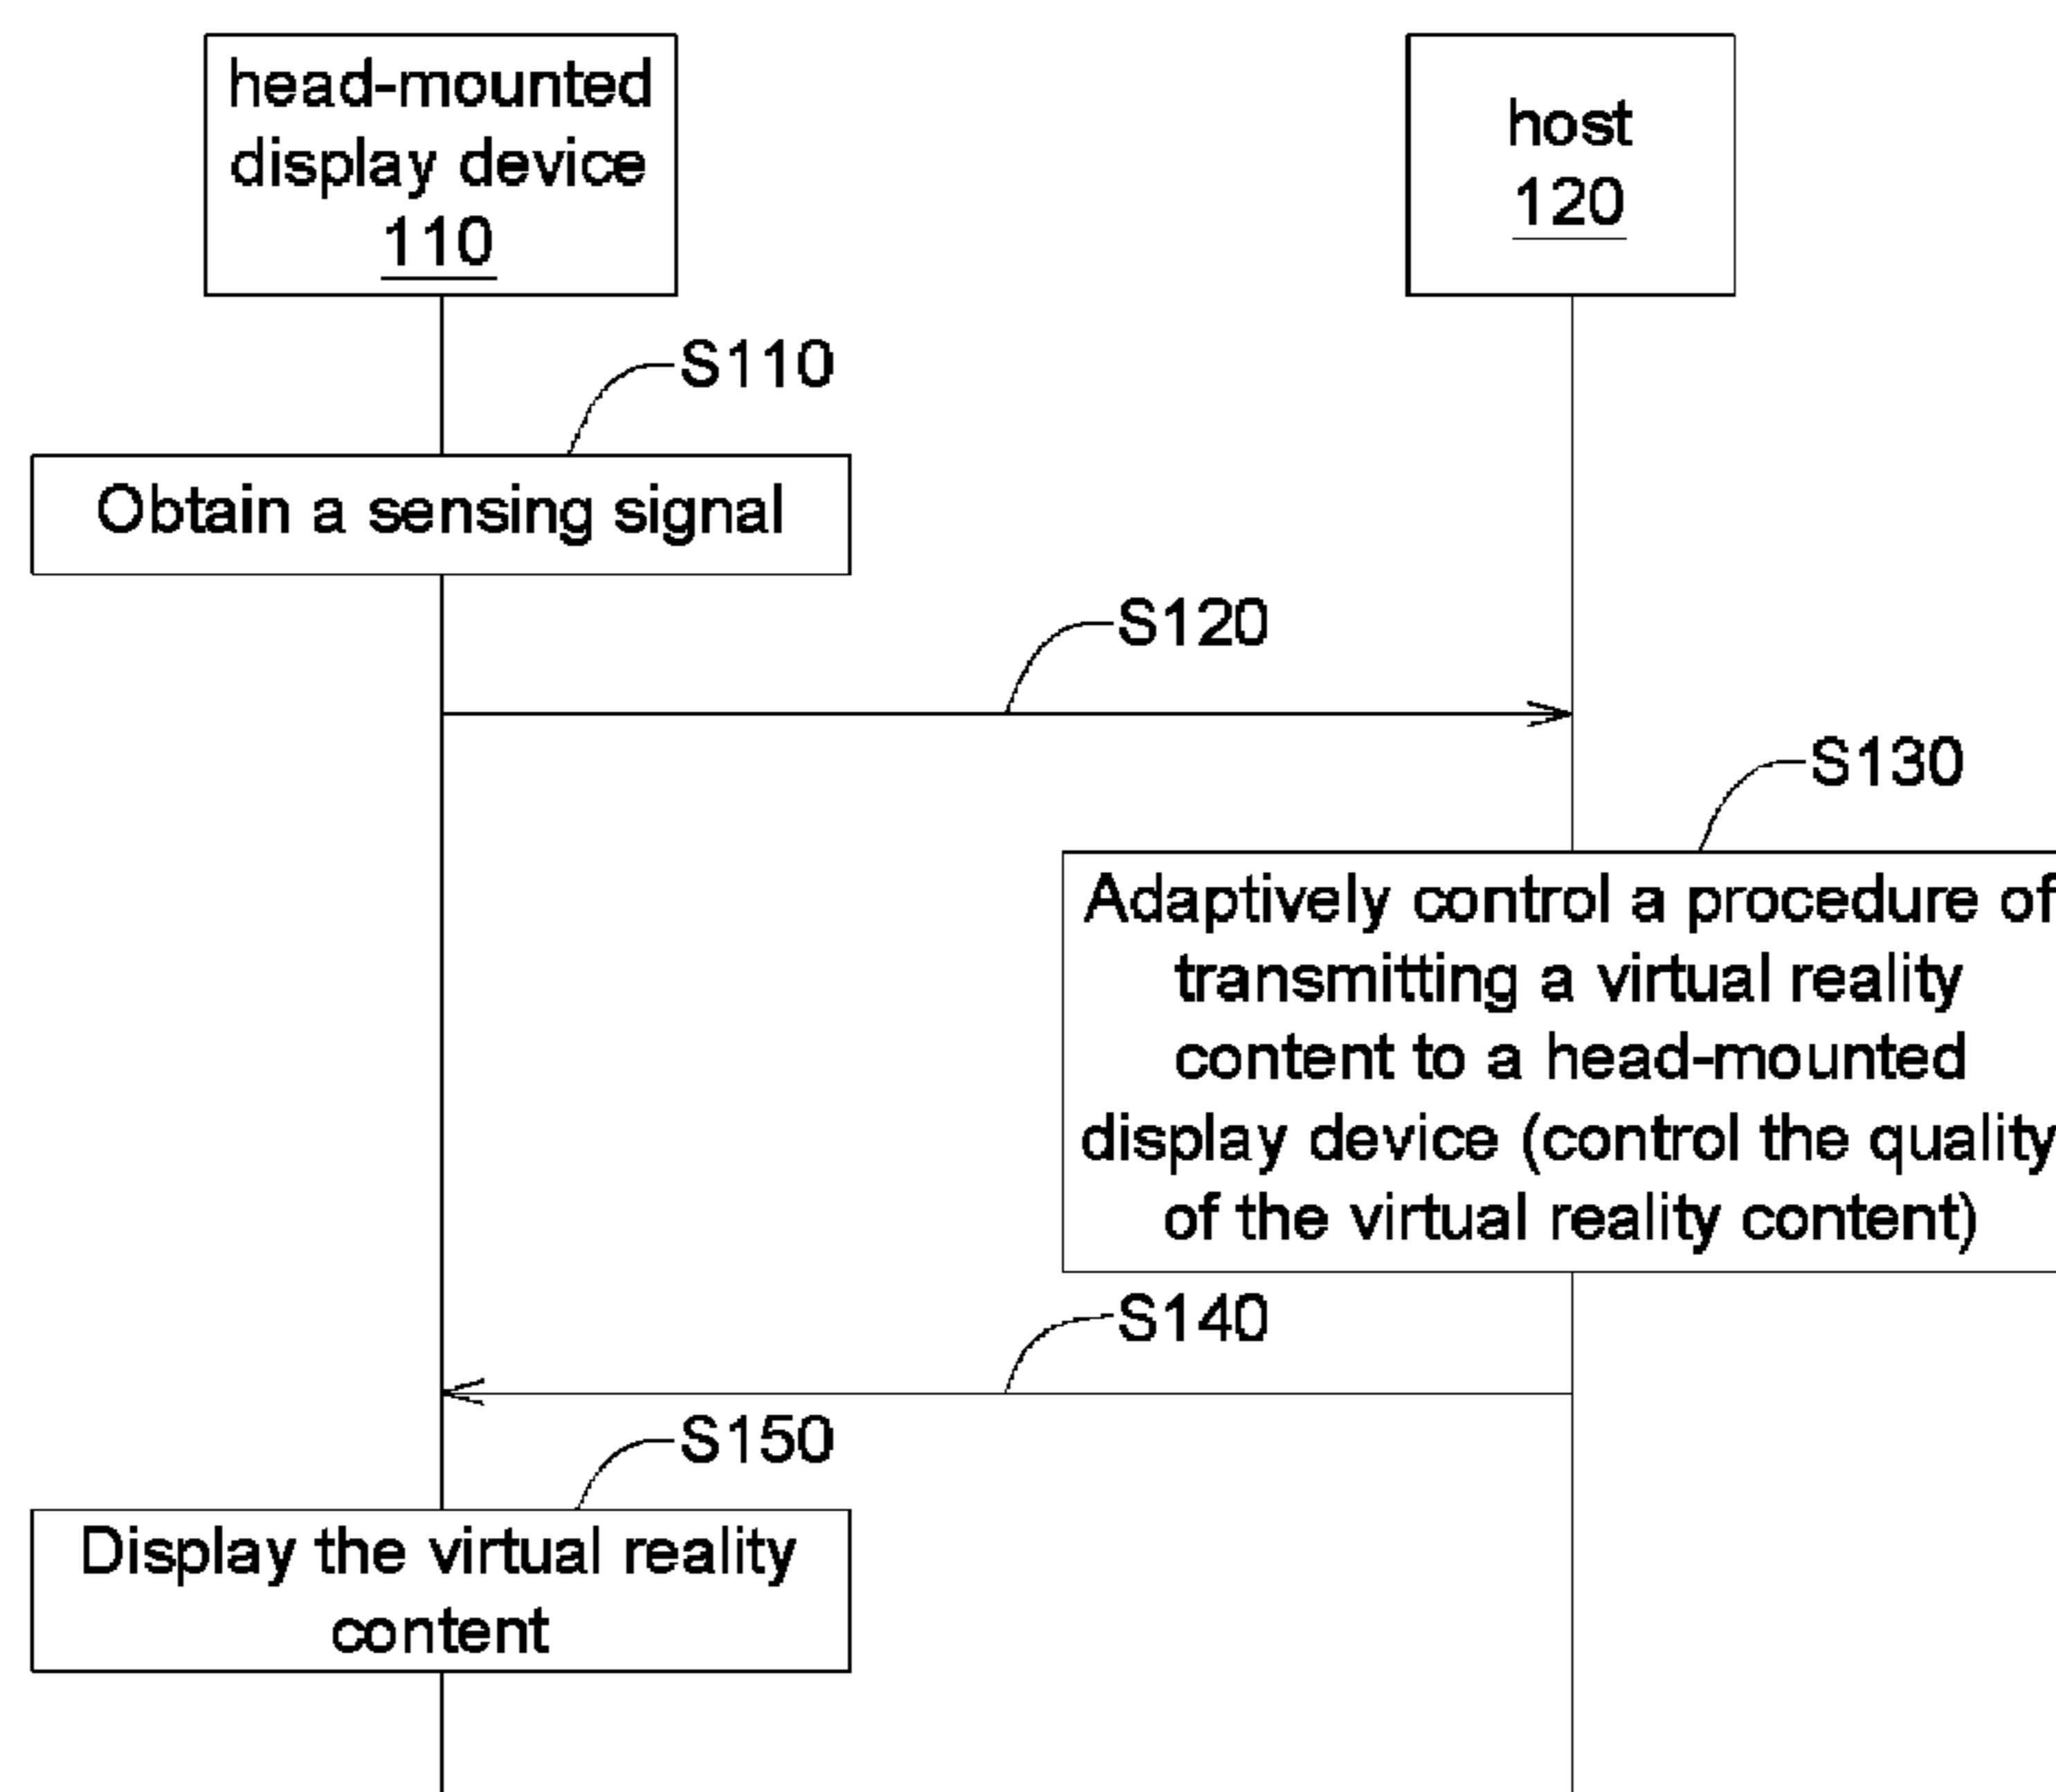 head-mounted
display device
110
host
120
S110
Obtain a sensing signal
S120
S130
Adaptively control a procedure of
transmitting a virtual reality
content to a head-mounted
display device (control the quality
of the virtual reality content)
S140
S150
Display the virtual reality
content